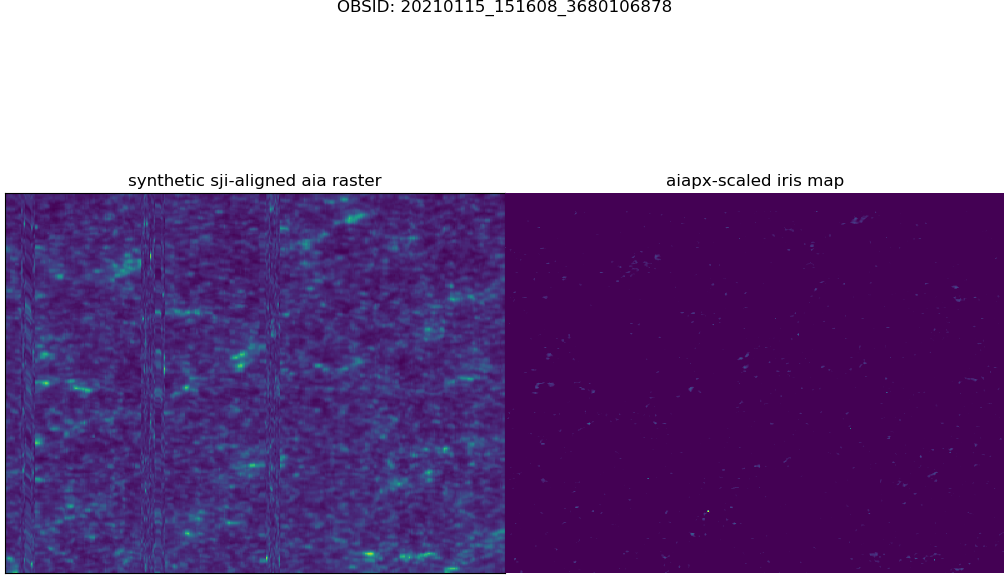 OBSID: 20210115_151608_3680106878
synthetic sji-aligned aia raster
aiapx-scaled iris map